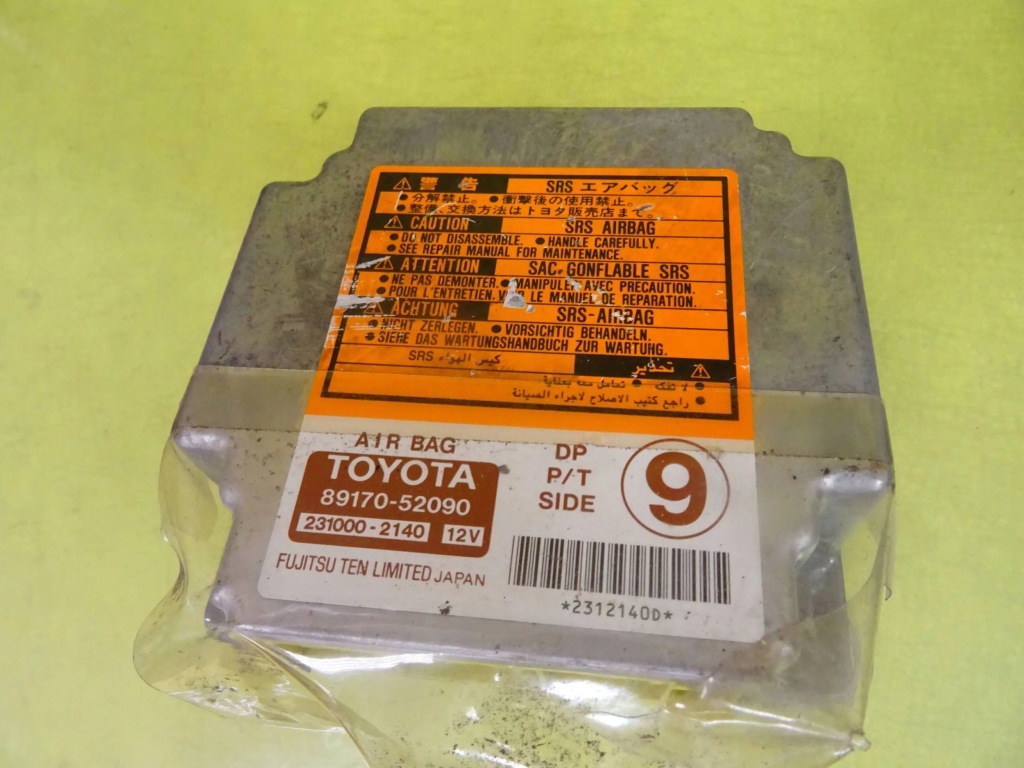 ⚠ 警告 SRS エアバッグ
●分解禁止。 ●衝撃後の使用禁止。
●整備、交換方法はトヨタ販売店まで。
⚠ CAUTION SRS AIRBAG
●DO NOT DISASSEMBLE. ●HANDLE CAREFULLY.
●SEE REPAIR MANUAL FOR MAINTENANCE.
⚠ ATTENTION SAC GONFLABLE SRS
●NE PAS DEMONTER. ●MANIPULER AVEC PRECAUTION.
●POUR L'ENTRETIEN. VOIR LE MANUEL DE REPARATION.
⚠ ACHTUNG SRS-AIRBAG
●NICHT ZERLEGEN. ●VORSICHTIG BEHANDELN.
●SIEHE DAS WARTUNGSHANDBUCH ZUR WARTUHG.
⚠ تحذير كيس الهواء SRS
● لا تفك ● تعامل معه بعناية
● راجع كتيب الاصلاح لاجراء الصيانة
AIR BAG
TOYOTA
89170-52090
231000-2140 12V
FUJITSU TEN LIMITED JAPAN
DP
P/T
SIDE
9
*2312140D*